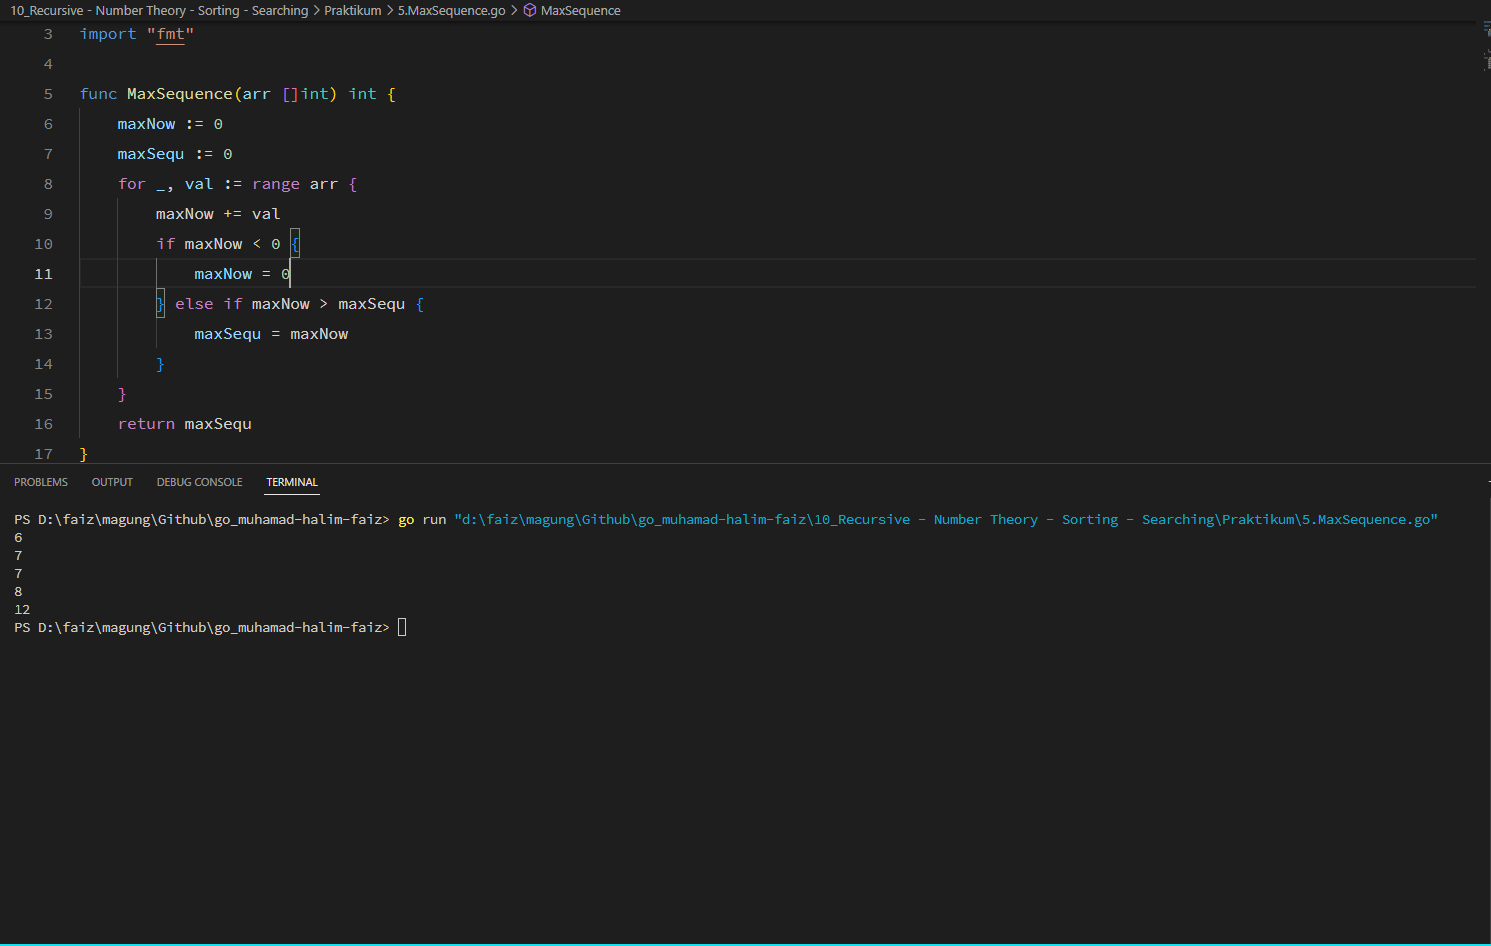 10_Recursive - Number Theory - Sorting - Searching > Praktikum > 5.MaxSequence.go > MaxSequence
3 import "fmt"
4
5 func MaxSequence(arr []int) int {
6 maxNow := 0
7 maxSequ := 0
8 for _, val := range arr {
9 maxNow += val
10 if maxNow < 0 {
11 maxNow = 0
12 } else if maxNow > maxSequ {
13 maxSequ = maxNow
14 }
15 }
16 return maxSequ
17 }
PROBLEMS OUTPUT DEBUG CONSOLE TERMINAL
PS D:\faiz\magung\Github\go_muhamad-halim-faiz> go run "d:\faiz\magung\Github\go_muhamad-halim-faiz\10_Recursive - Number Theory - Sorting - Searching\Praktikum\5.MaxSequence.go"
6
7
7
8
12
PS D:\faiz\magung\Github\go_muhamad-halim-faiz>